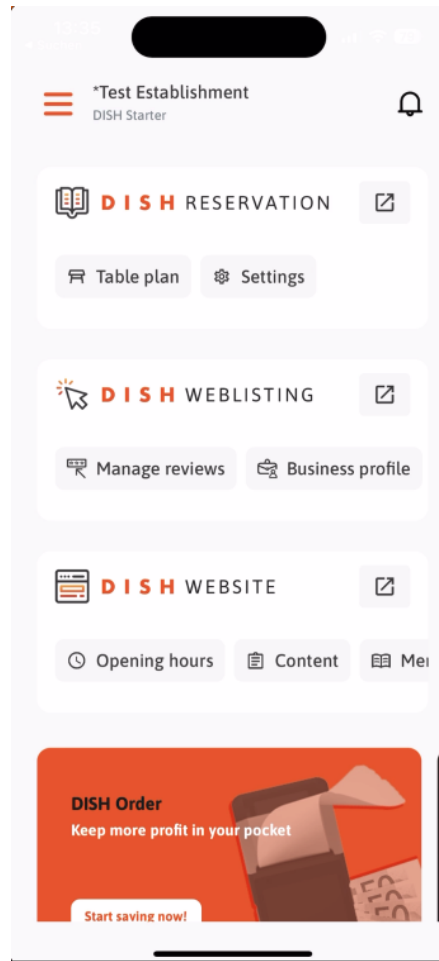 *Test Establishment
DISH Starter
DISH RESERVATION
Table plan
Settings
DISH WEBLISTING
Manage reviews
Business profile
DISH WEBSITE
Opening hours
Content
DISH Order
Keep more profit in your pocket
Start saving now!